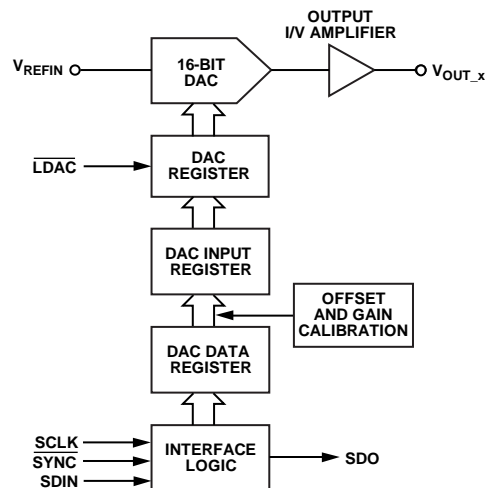 OUTPUT
I/V AMPLIFIER
V_REFIN
16-BIT
DAC
V_OUT_x
LDAC
DAC
REGISTER
DAC INPUT
REGISTER
OFFSET
AND GAIN
CALIBRATION
DAC DATA
REGISTER
SCLK
SYNC
SDIN
INTERFACE
LOGIC
SDO